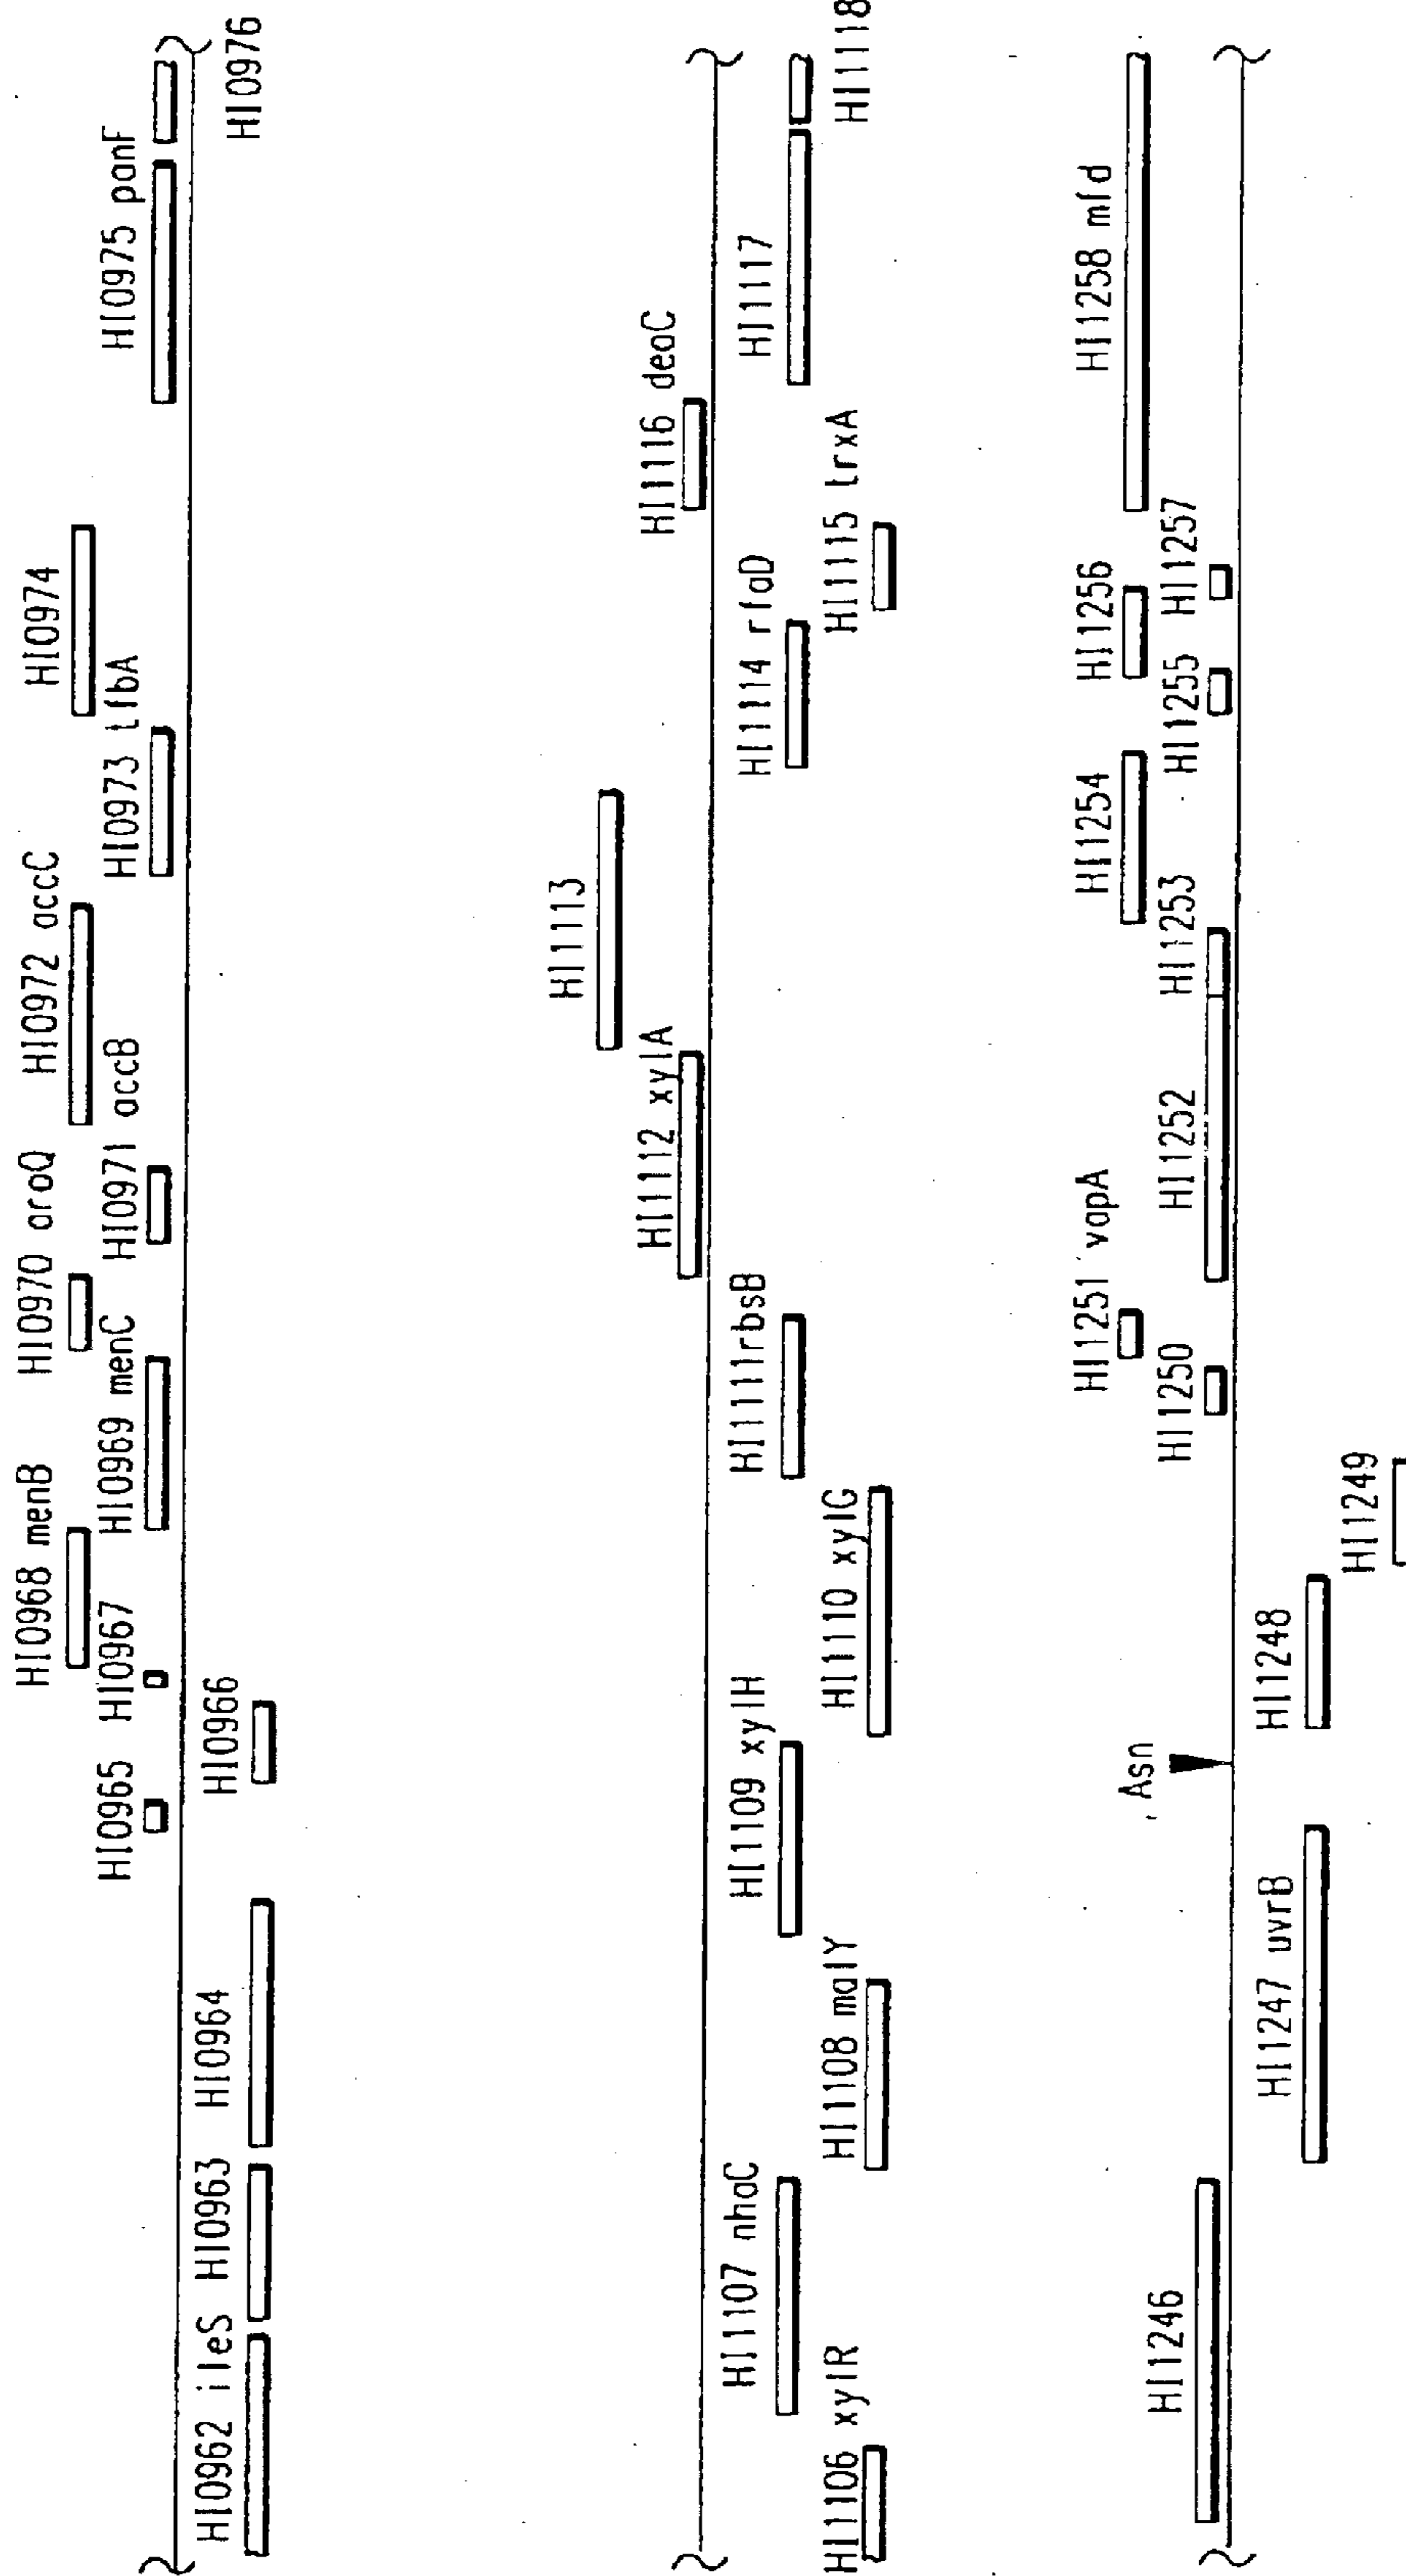 HI0962 ileS
HI0963
HI0964
HI0965
HI0966
HI0967
HI0968 menB
HI0969 menC
HI0970 aroQ
HI0971 accB
HI0972 accC
HI0973 tfbA
HI0974
HI0975 panF
HI0976
HI1106 xylR
HI1107 nhaC
HI1108 malY
HI1109 xylH
HI1110 xylG
HI1111rbsB
HI1112 xylA
HI1113
HI1114 rfaD
HI1115 trxA
HI1116 deaC
HI1117
HI1118
HI1246
HI1247 uvrB
Asn
HI1248
HI1249
HI1250
HI1251 vapA
HI1252
HI1253
HI1254
HI1255
HI1256
HI1257
HI1258 mfd